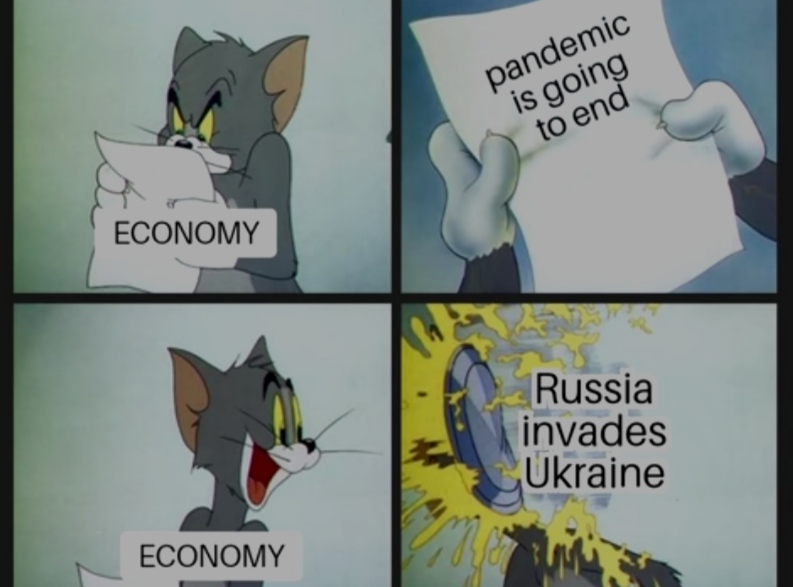 ECONOMY
pandemic
is going
to end
ECONOMY
Russia
invades
Ukraine